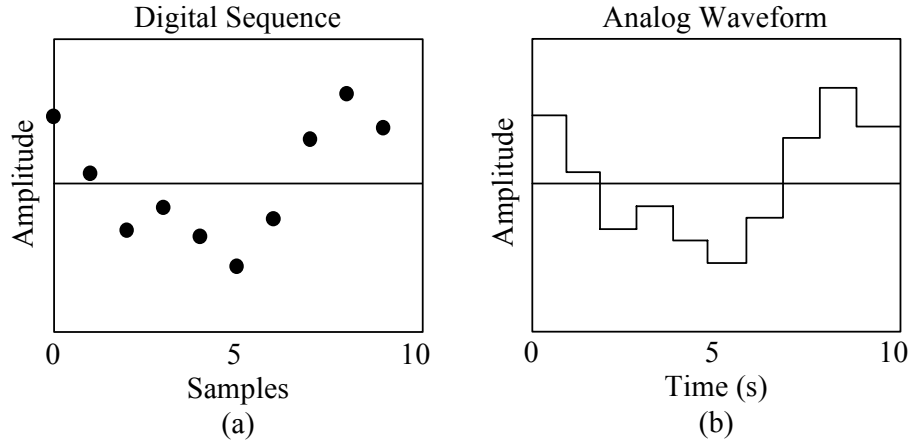 Digital Sequence
Amplitude
0 5 10
Samples
(a)
Analog Waveform
Amplitude
0 5 10
Time (s)
(b)